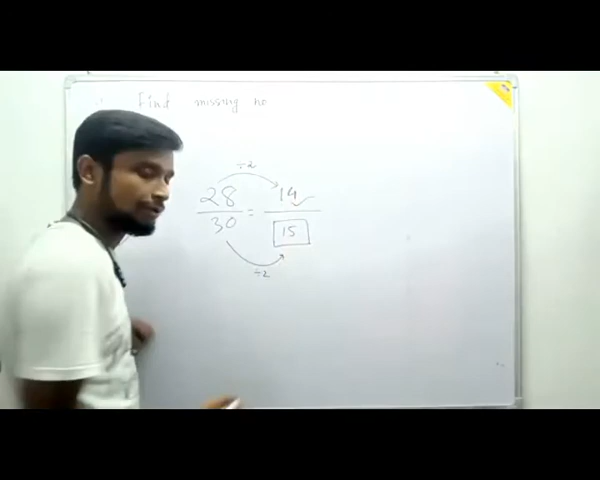 Find missing no
÷2
28/30 = 14/15
÷2